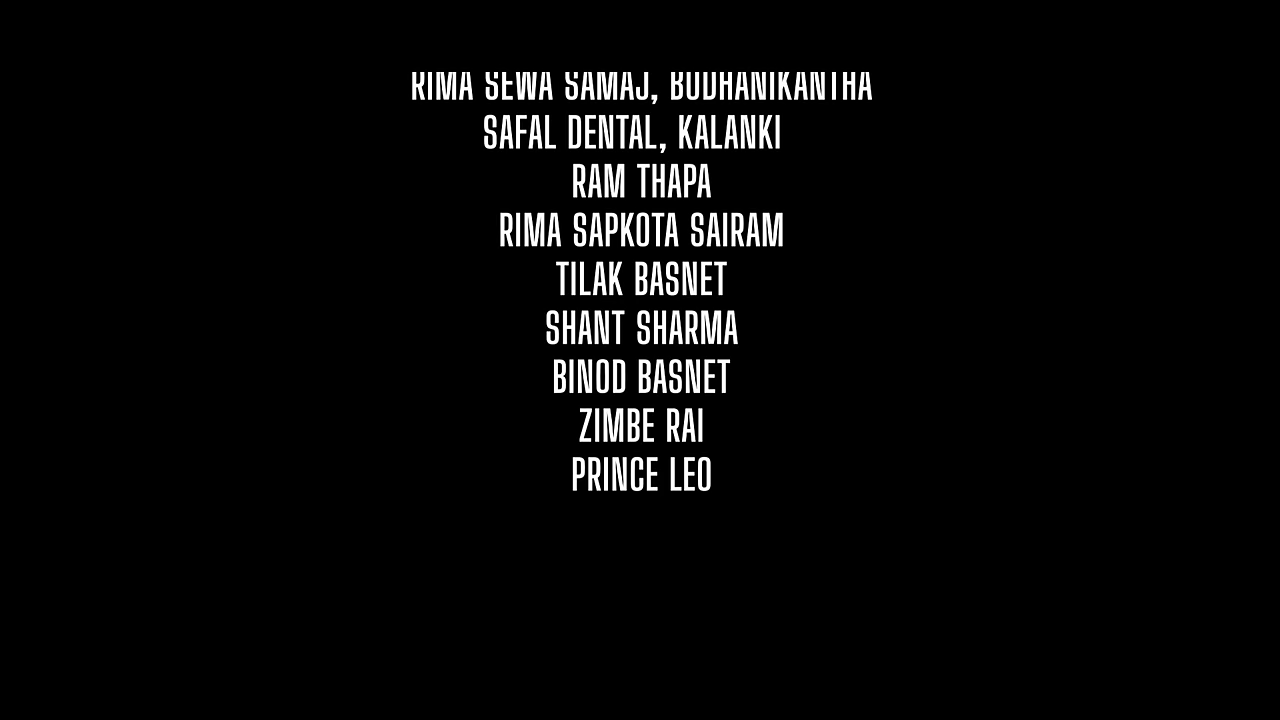 RIMA SEWA SAMAJ, BUDHANIKANTHA
SAFAL DENTAL, KALANKI
RAM THAPA
RIMA SAPKOTA SAIRAM
TILAK BASNET
SHANT SHARMA
BINOD BASNET
ZIMBE RAI
PRINCE LEO